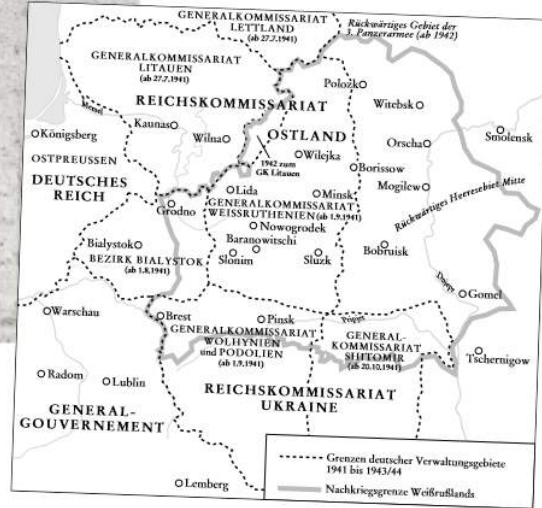 GENERALKOMMISSARIAT
LETTLAND
(ab 27.7.1941)
Rückwärtiges Gebiet der
3. Panzerarmee (ab 1942)
GENERALKOMMISSARIAT
LITAUEN
(ab 27.7.1941)
Položk
REICHSKOMMISSARIAT
Witebsk
Memel
Kaunas
Wilna
OSTLAND
Orscha
Smolensk
Königsberg
Wilejka
1942 zum
GK Litauen
Borissow
OSTPREUSSEN
DEUTSCHES
REICH
Lida
Minsk
Mogilew
Grodno
GENERALKOMMISSARIAT
WEISSRUTHENIEN (ab 1.9.1941)
Rückwärtiges Heeresgebiet Mitte
Nowogrodek
Bialystok
Baranowitschi
BEZIRK BIALYSTOK
(ab 1.8.1941)
Slonim
Sluzk
Bobruisk
Gomel
Warschau
Brest
Pinsk
GENERALKOMMISSARIAT
WOLHYNIEN
und PODOLIEN
(ab 1.9.1941)
GENERAL-
KOMMISSARIAT
SHITOMIR
(ab 20.10.1941)
Tschernigow
Radom
Lublin
REICHSKOMMISSARIAT
UKRAINE
GENERAL-
GOUVERNEMENT
Lemberg
Grenzen deutscher Verwaltungsgebiete
1941 bis 1943/44
Nachkriegsgrenze Weißrußlands